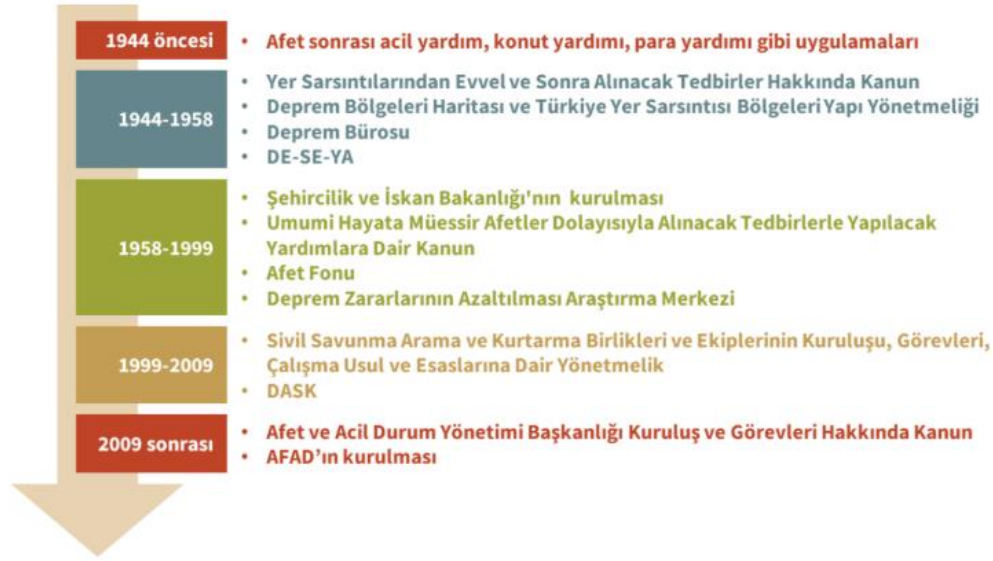 1944 öncesi
• Afet sonrası acil yardım, konut yardımı, para yardımı gibi uygulamaları
1944-1958
• Yer Sarsıntılarından Evvel ve Sonra Alınacak Tedbirler Hakkında Kanun
• Deprem Bölgeleri Haritası ve Türkiye Yer Sarsıntısı Bölgeleri Yapı Yönetmeliği
• Deprem Bürosu
• DE-SE-YA
1958-1999
• Şehircilik ve İskan Bakanlığı'nın kurulması
• Umumi Hayata Müessir Afetler Dolayısıyla Alınacak Tedbirlerle Yapılacak
Yardımlara Dair Kanun
• Afet Fonu
• Deprem Zararlarının Azaltılması Araştırma Merkezi
1999-2009
• Sivil Savunma Arama ve Kurtarma Birlikleri ve Ekiplerinin Kuruluşu, Görevleri,
Çalışma Usul ve Esaslarına Dair Yönetmelik
• DASK
2009 sonrası
• Afet ve Acil Durum Yönetimi Başkanlığı Kuruluş ve Görevleri Hakkında Kanun
• AFAD’ın kurulması